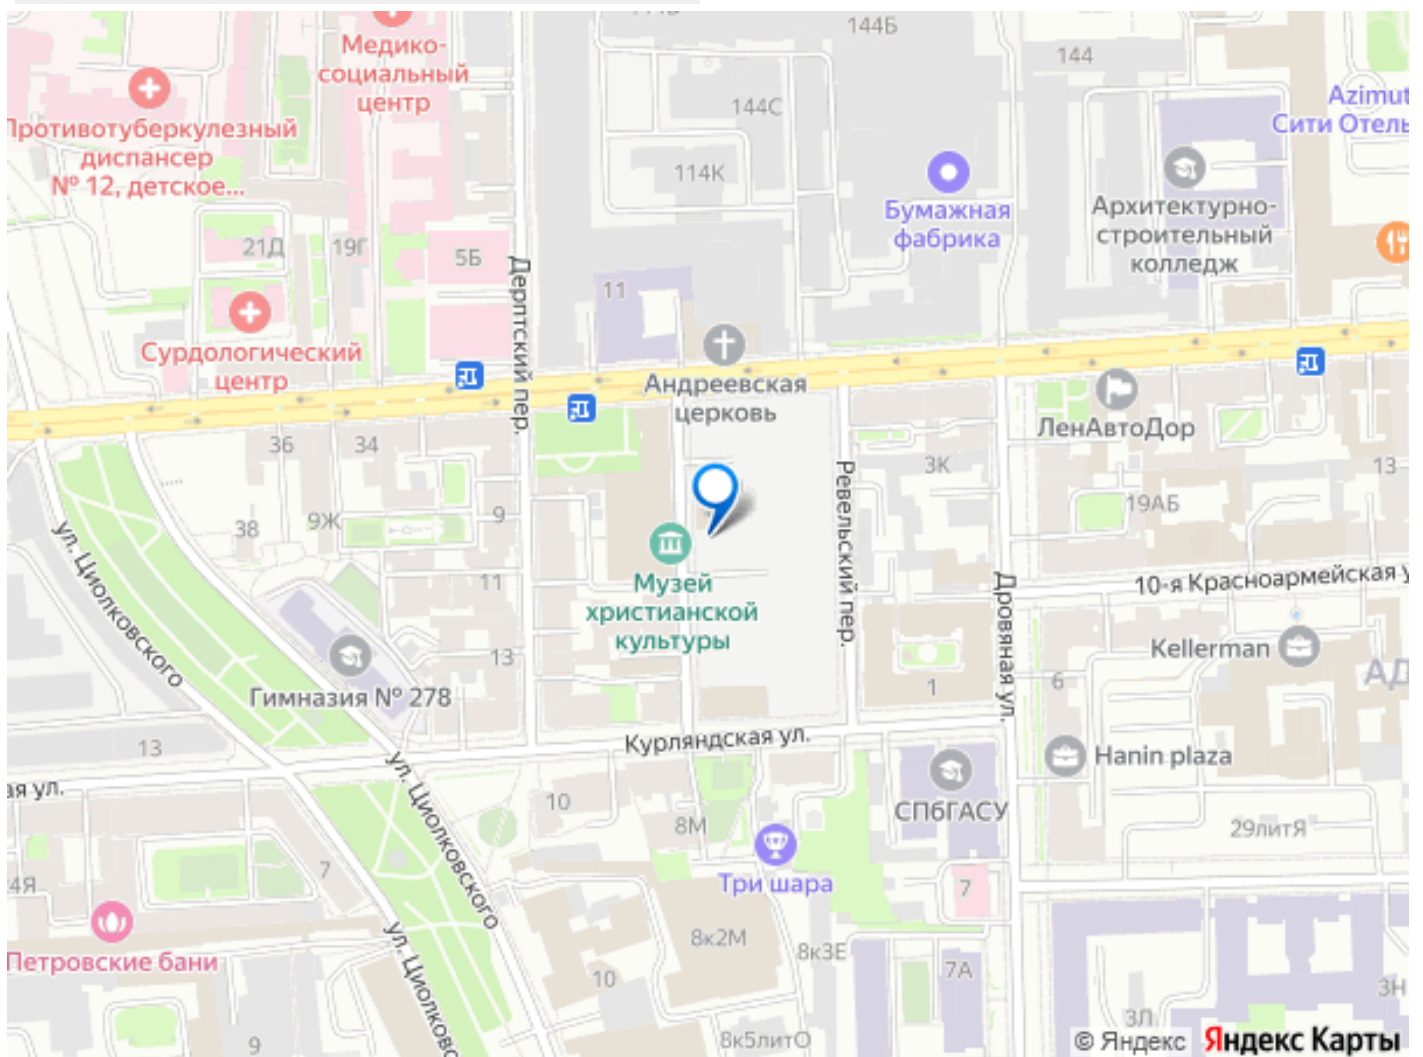 144Б
144
Медико-
социальный
центр
Azimut
Сити Отель
144С
Противотуберкулезный
диспансер
№ 12, детское...
114К
Бумажная
фабрика
Архитектурно-
строительный
колледж
21Д
19Г
5Б
Дерптский пер.
11
Сурдологический
центр
Андреевская
церковь
ЛенАвтоДор
36
34
3К
13
Ревельский пер.
19АБ
38
9Ж
9
ул. Циолковского
11
Музей
христианской
культуры
Дровяная ул.
10-я Красноармейская у
Kellerman
13
Гимназия № 278
1
6
АД
Курляндская ул.
13
ая ул.
ул. Циолковского
Hanin plaza
СПбГАСУ
10
8М
29литЯ
Три шара
7
24Я
7
ул. Циолковс
8к2М
8к3Е
Петровские бани
10
7А
3Н
3Л
9
8к5литО
© Яндекс Яндекс Карты